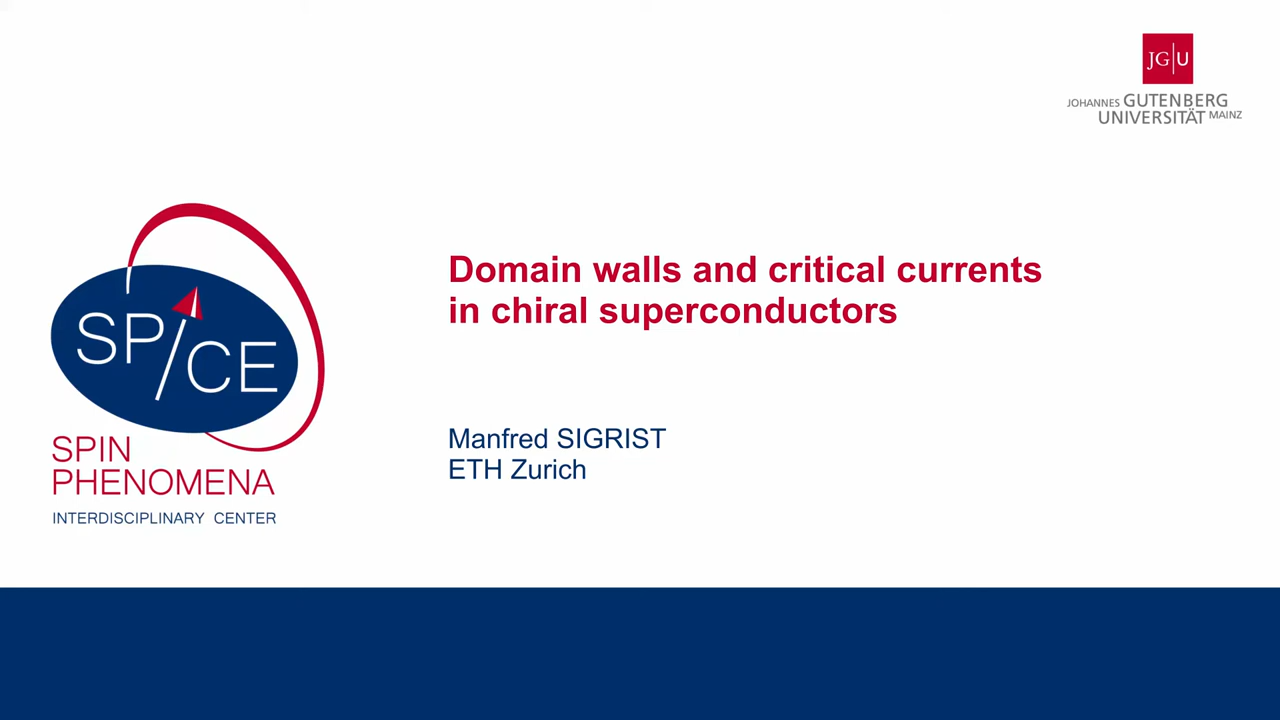 JG|U
JOHANNES GUTENBERG
UNIVERSITÄT MAINZ
SP/CE
SPIN
PHENOMENA
INTERDISCIPLINARY CENTER
Domain walls and critical currents
in chiral superconductors
Manfred SIGRIST
ETH Zurich